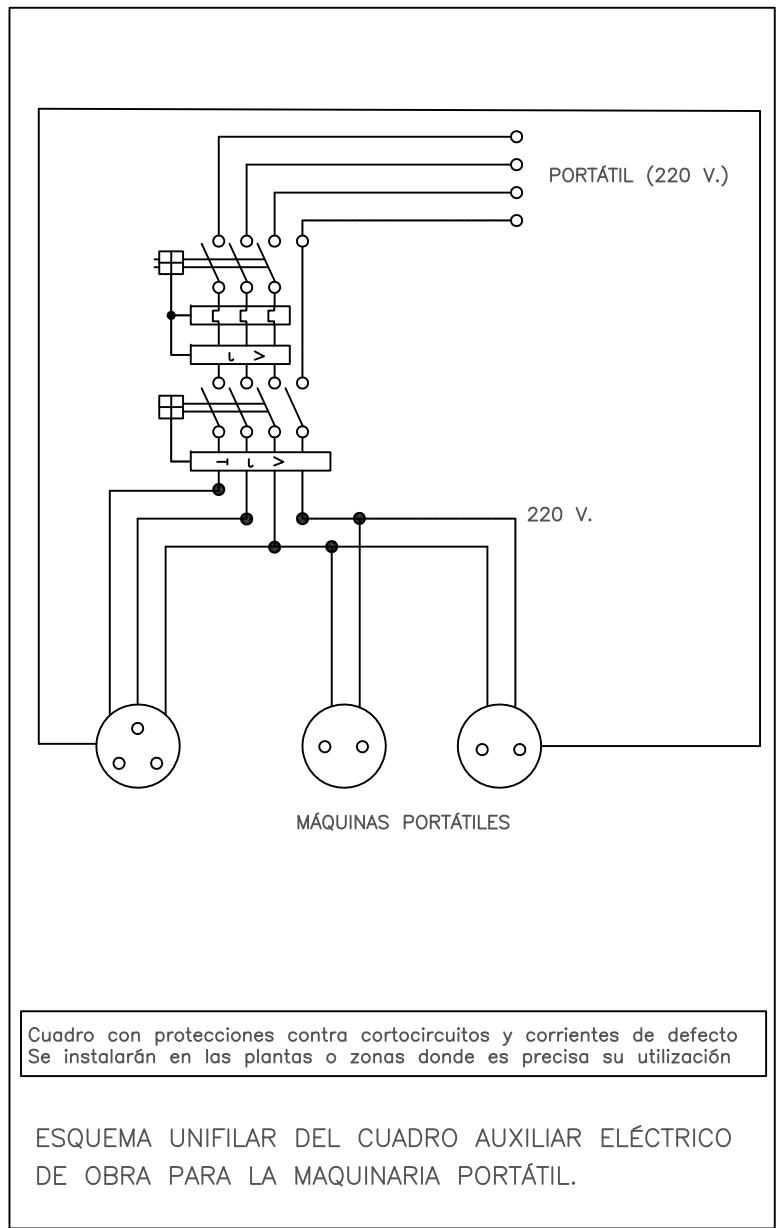 PORTÁTIL (220 V.)
220 V.
MÁQUINAS PORTÁTILES
Cuadro con protecciones contra cortocircuitos y corrientes de defecto
Se instalarán en las plantas o zonas donde es precisa su utilización
ESQUEMA UNIFILAR DEL CUADRO AUXILIAR ELÉCTRICO
DE OBRA PARA LA MAQUINARIA PORTÁTIL.